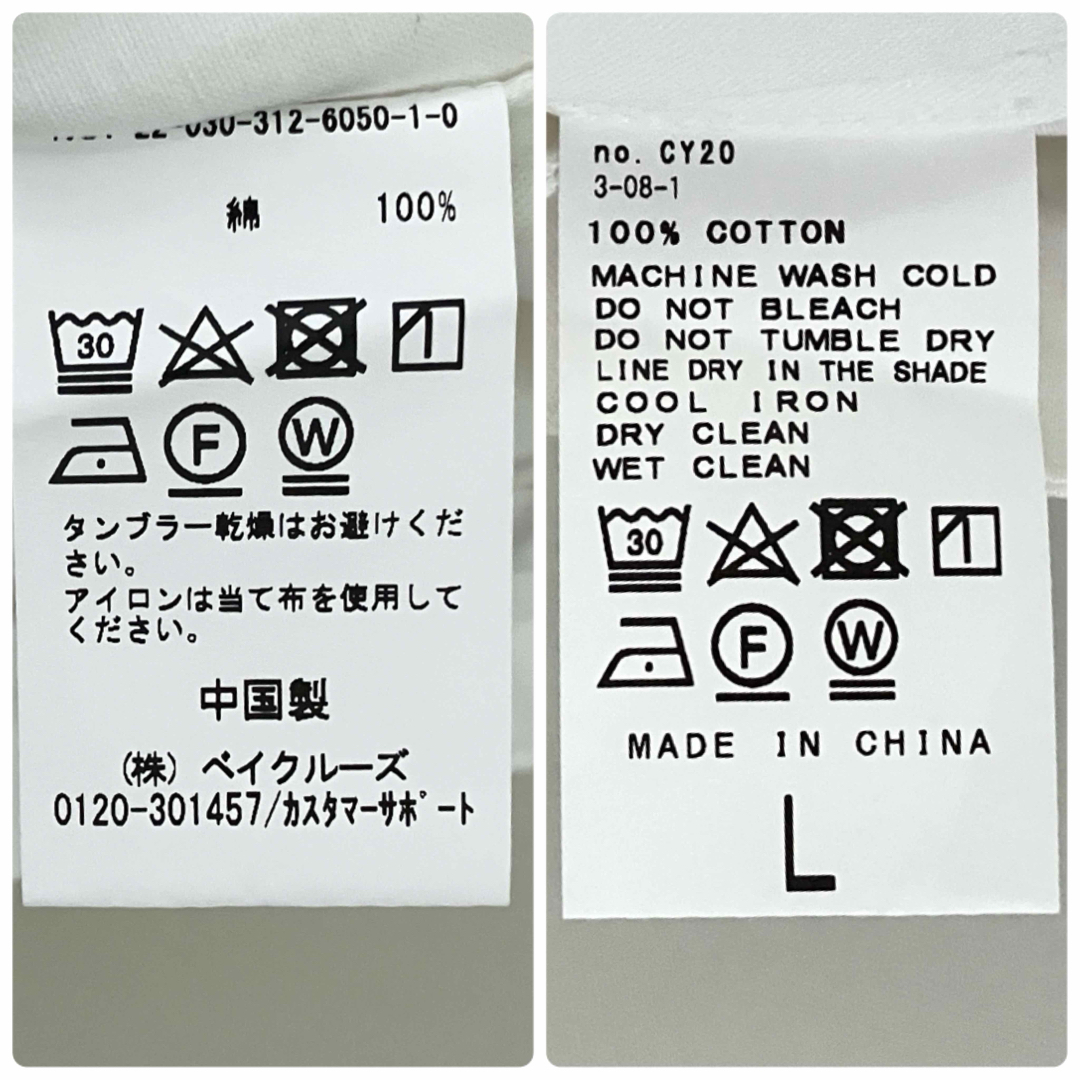 22-030-312-6050-1-0
綿 100%
30
F W
タンブラー乾燥はお避けくだ
さい。
アイロンは当て布を使用して
ください。
中国製
(株) ベイクルーズ
0120-301457/カスタマーサポート
no. CY20
3-08-1
100% COTTON
MACHINE WASH COLD
DO NOT BLEACH
DO NOT TUMBLE DRY
LINE DRY IN THE SHADE
COOL IRON
DRY CLEAN
WET CLEAN
30
F W
MADE IN CHINA
L